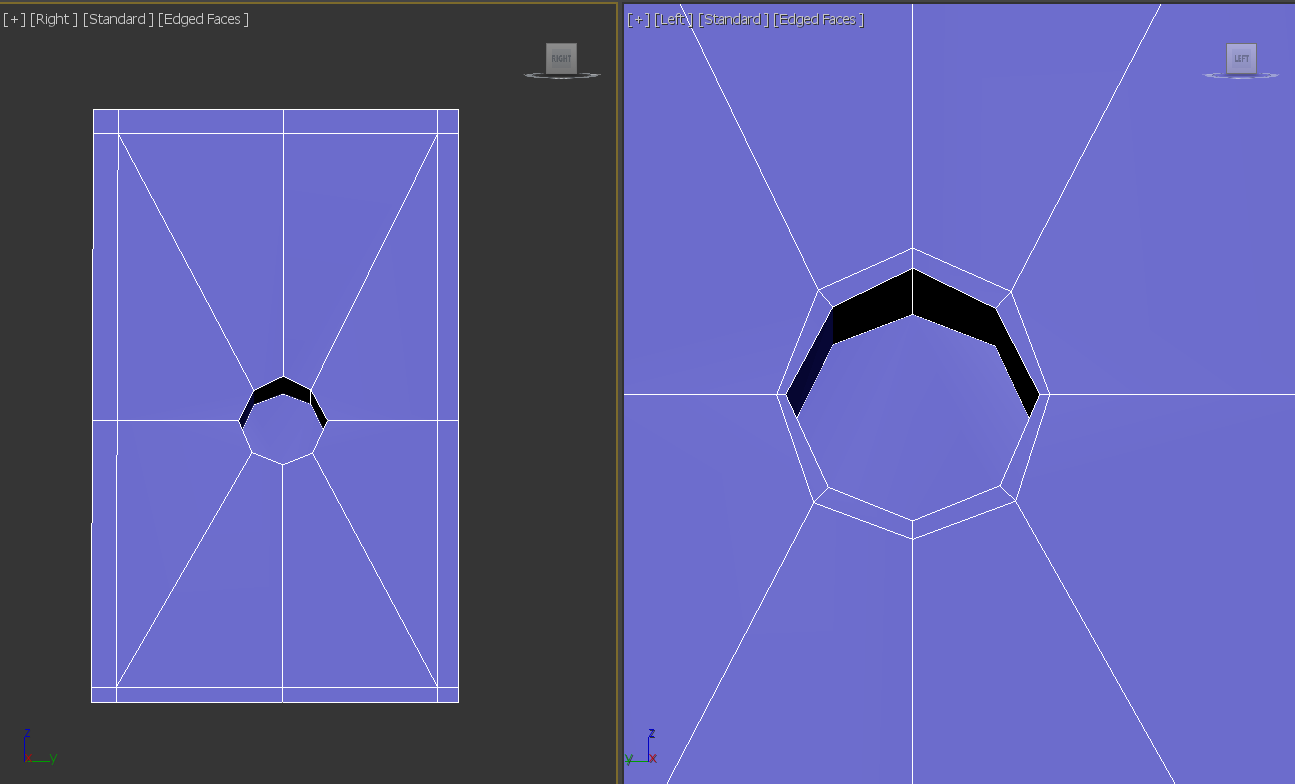 [+] [Right ] [Standard ] [Edged Faces ]
[+] [Left ] [Standard ] [Edged Faces ]
RIGHT
LEFT
z
x
y
z
y
x